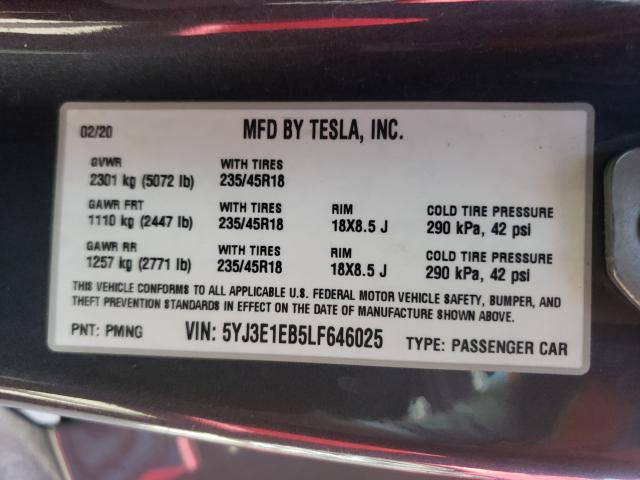 02/20 MFD BY TESLA, INC.
GVWR WITH TIRES
2301 kg (5072 lb) 235/45R18
GAWR FRT WITH TIRES RIM COLD TIRE PRESSURE
1110 kg (2447 lb) 235/45R18 18X8.5 J 290 kPa, 42 psi
GAWR RR WITH TIRES RIM COLD TIRE PRESSURE
1257 kg (2771 lb) 235/45R18 18X8.5 J 290 kPa, 42 psi
THIS VEHICLE CONFORMS TO ALL APPLICABLE U.S. FEDERAL MOTOR VEHICLE SAFETY, BUMPER, AND
THEFT PREVENTION STANDARDS IN EFFECT ON THE DATE OF MANUFACTURE SHOWN ABOVE.
PNT: PMNG VIN: 5YJ3E1EB5LF646025 TYPE: PASSENGER CAR